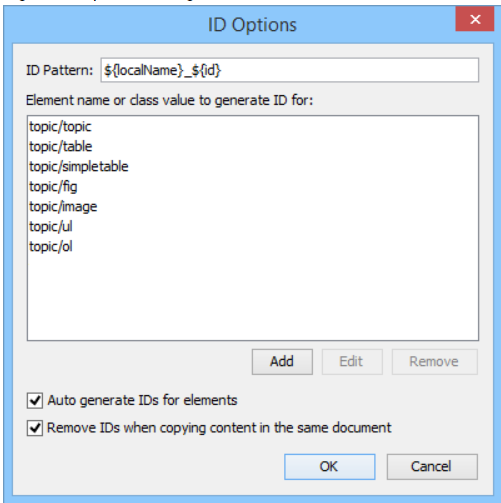 ID Options
ID Pattern: ${localName}_${id}
Element name or class value to generate ID for:
topic/topic
topic/table
topic/simpletable
topic/fig
topic/image
topic/ul
topic/ol
Add Edit Remove
Auto generate IDs for elements
Remove IDs when copying content in the same document
OK Cancel